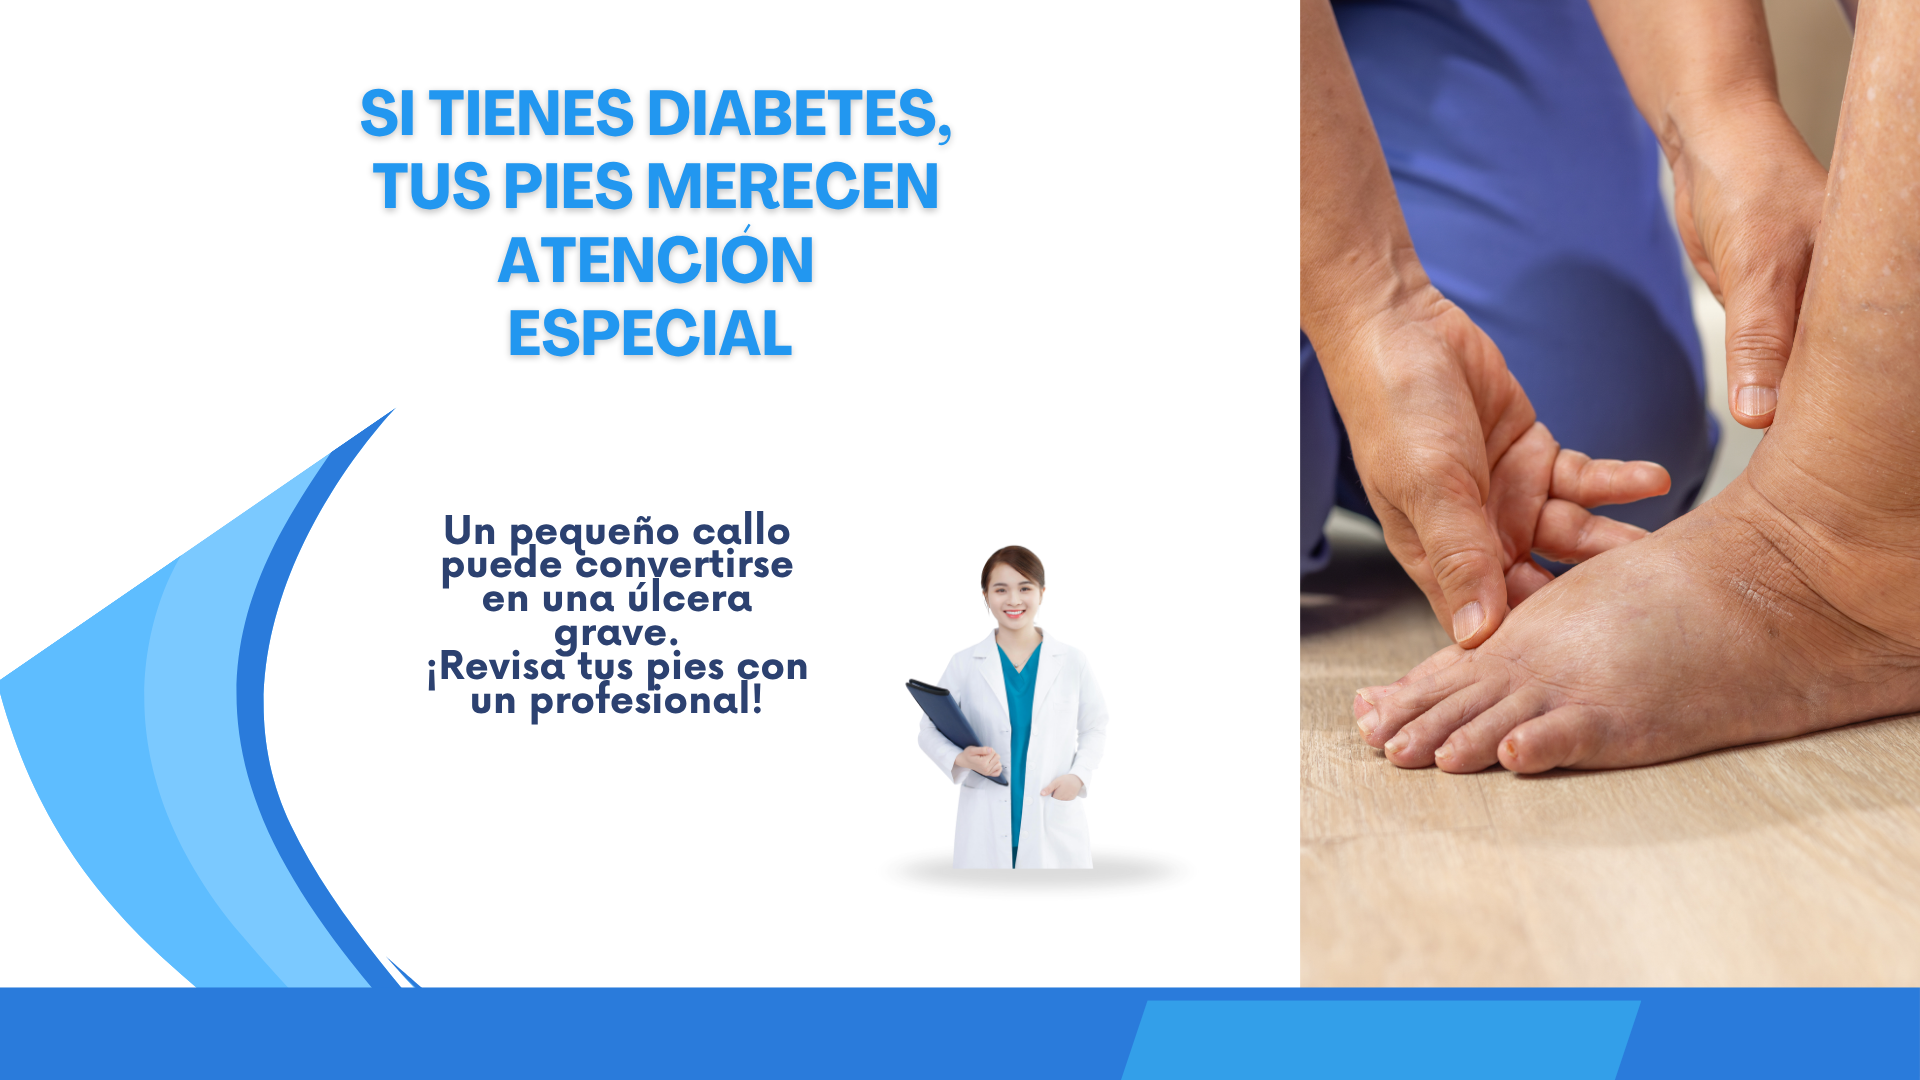 SI TIENES DIABETES,
TUS PIES MERECEN
ATENCIÓN
ESPECIAL
Un pequeño callo
puede convertirse
en una úlcera
grave.
¡Revisa tus pies con
un profesional!